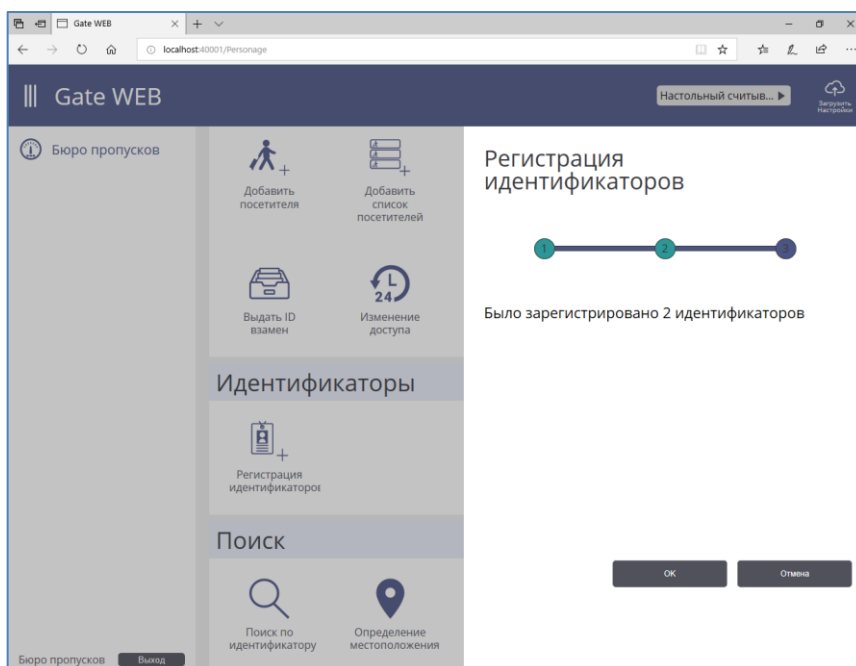 Gate WEB
localhost:40001/Personage
Gate WEB
Настольный считыв...
Загрузить
Настройки
Бюро пропусков
Добавить
посетителя
Добавить
список
посетителей
Выдать ID
взамен
24
Изменение
доступа
Идентификаторы
Регистрация
идентификаторов
Поиск
Поиск по
идентификатору
Определение
местоположения
Бюро пропусков
Выход
Регистрация
идентификаторов
1
2
3
Было зарегистрировано 2 идентификаторов
OK
Отмена